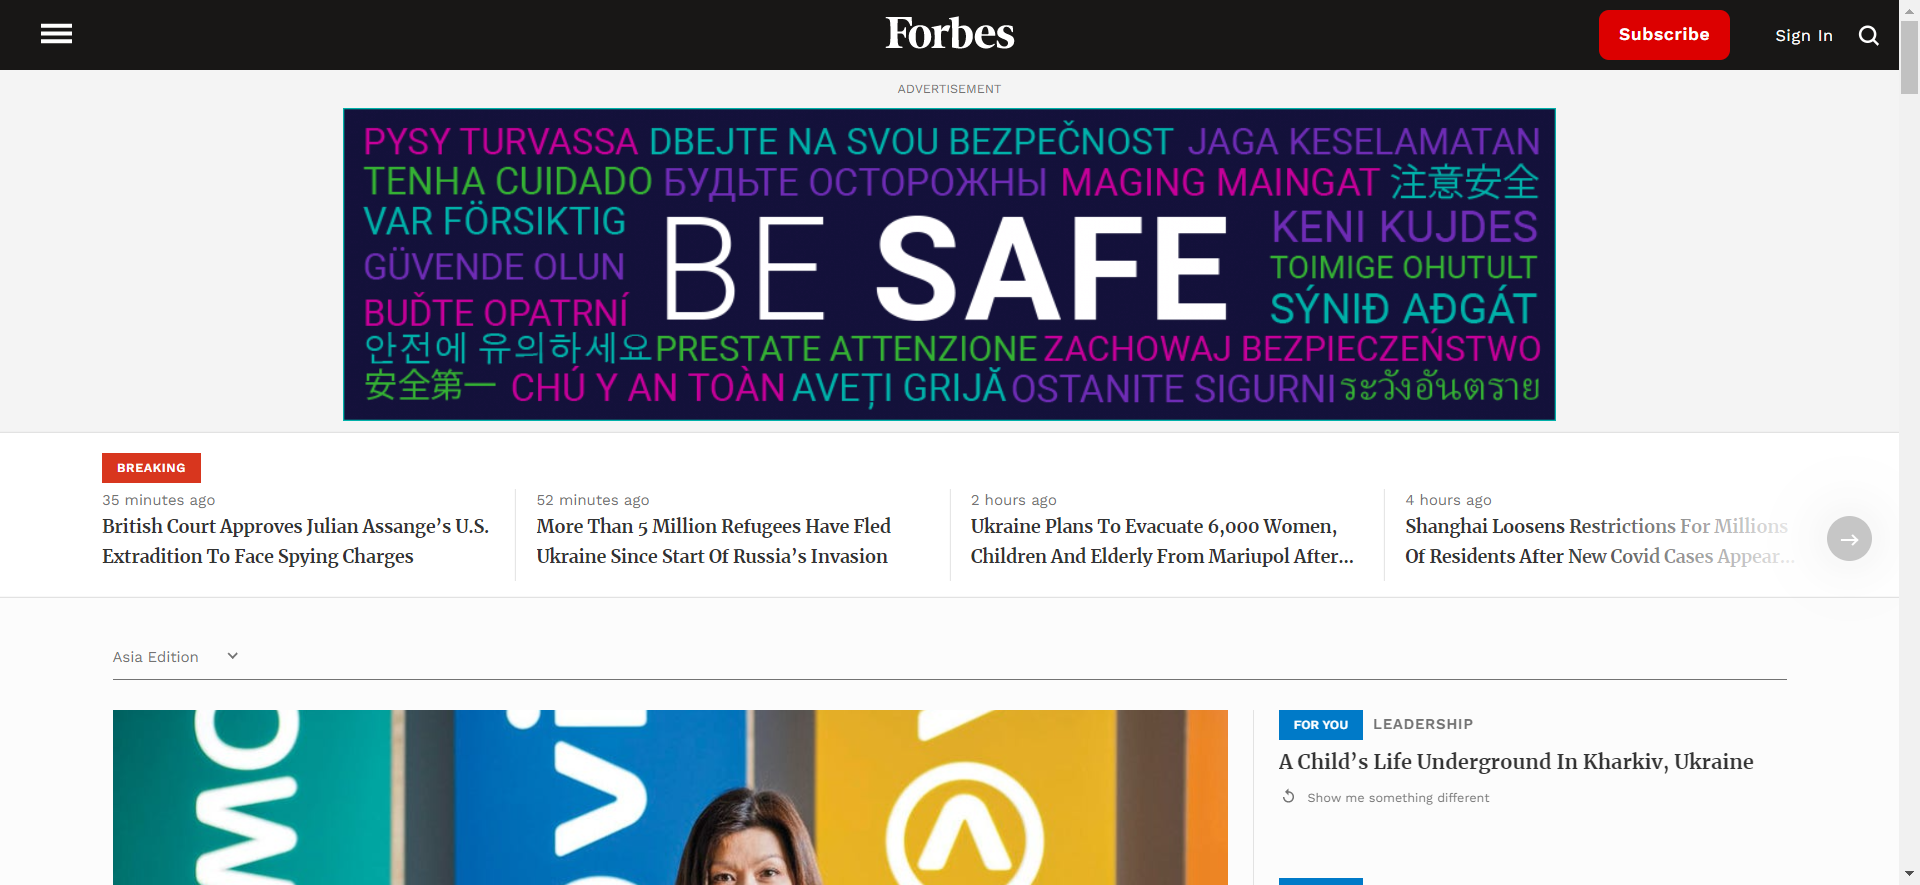 Forbes
Subscribe
Sign In
ADVERTISEMENT
PYSY TURVASSA DBEJTE NA SVOU BEZPEČNOST JAGA KESELAMATAN
TENHA CUIDADO БУДЬТЕ ОСТОРОЖНЫ MAGING MAINGAT 注意安全
VAR FÖRSIKTIG
KENI KUJDES
GÜVENDE OLUN
BE SAFE
TOIMIGE OHUTULT
BUĎTE OPATRNÍ
SÝNIÐ AÐGÁT
안전에 유의하세요 PRESTATE ATTENZIONE ZACHOWAJ BEZPIECZEŃSTWO
安全第一 CHÚ Ý AN TOÀN AVEȚI GRIJĂ OSTANITE SIGURNI ระวังอันตราย
BREAKING
35 minutes ago
British Court Approves Julian Assange’s U.S.
Extradition To Face Spying Charges
52 minutes ago
More Than 5 Million Refugees Have Fled
Ukraine Since Start Of Russia’s Invasion
2 hours ago
Ukraine Plans To Evacuate 6,000 Women,
Children And Elderly From Mariupol After...
4 hours ago
Shanghai Loosens Restrictions For Millions
Of Residents After New Covid Cases Appear...
Asia Edition
FOR YOU LEADERSHIP
A Child’s Life Underground In Kharkiv, Ukraine
Show me something different